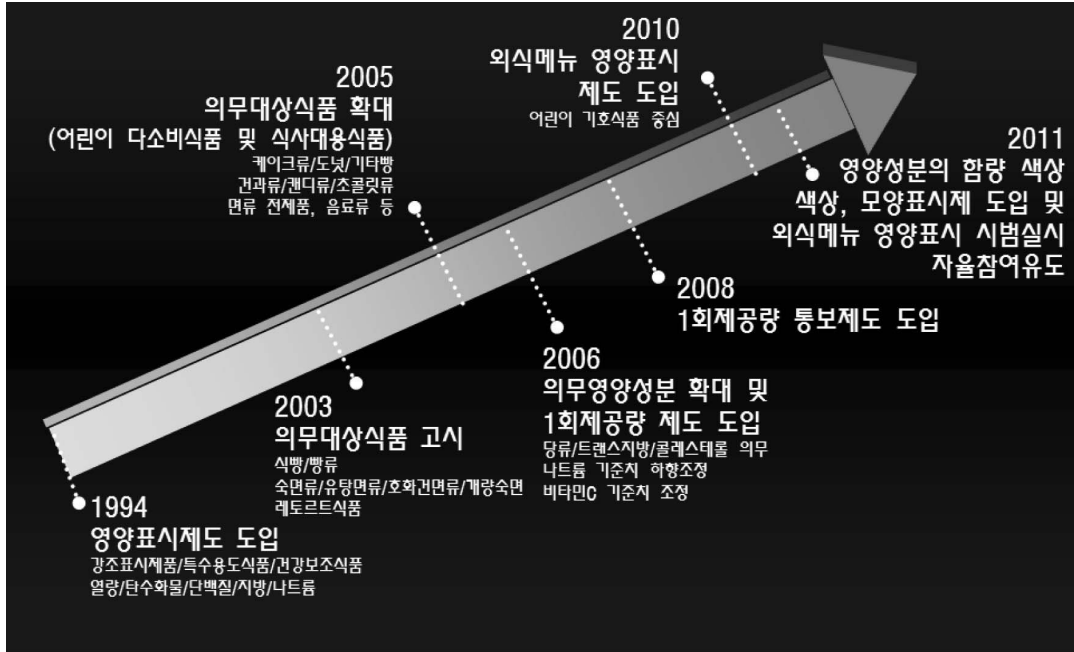 2010
외식메뉴 영양표시
제도 도입
어린이 기호식품 중심
2005
의무대상식품 확대
(어린이 다소비식품 및 식사대용식품)
케이크류/도넛/기타빵
건과류/캔디류/초콜릿류
면류 전제품, 음료류 등
2011
영양성분의 함량 색상
색상, 모양표시제 도입 및
외식메뉴 영양표시 시범실시
자율참여유도
2008
1회제공량 통보제도 도입
2006
의무영양성분 확대 및
1회제공량 제도 도입
당류/트랜스지방/콜레스테롤 의무
나트륨 기준치 하향조정
비타민C 기준치 조정
2003
의무대상식품 고시
식빵/빵류
숙면류/유탕면류/호화건면류/개량숙면
레토르트식품
1994
영양표시제도 도입
강조표시제품/특수용도식품/건강보조식품
열량/탄수화물/단백질/지방/나트륨